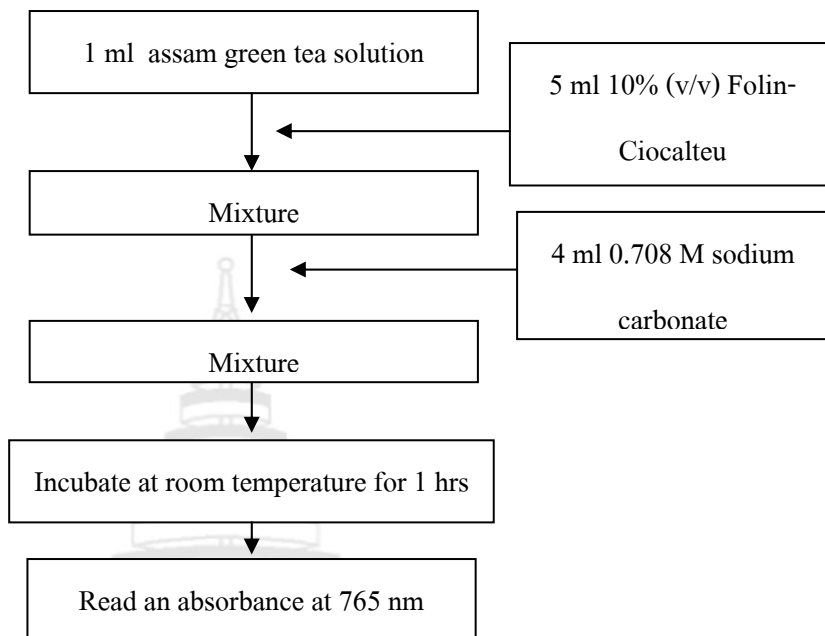 1 ml assam green tea solution
5 ml 10% (v/v) Folin-
Ciocalteu
Mixture
4 ml 0.708 M sodium
carbonate
Mixture
Incubate at room temperature for 1 hrs
Read an absorbance at 765 nm